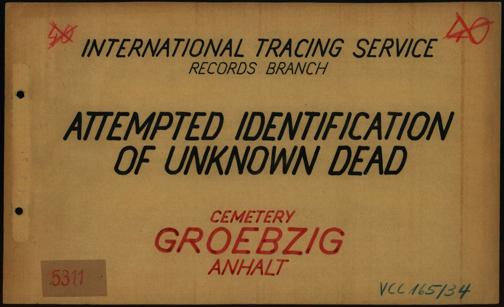 40 40
INTERNATIONAL TRACING SERVICE
RECORDS BRANCH
ATTEMPTED IDENTIFICATION
OF UNKNOWN DEAD
CEMETERY
GROEBZIG
ANHALT
5311
VCC 165/34